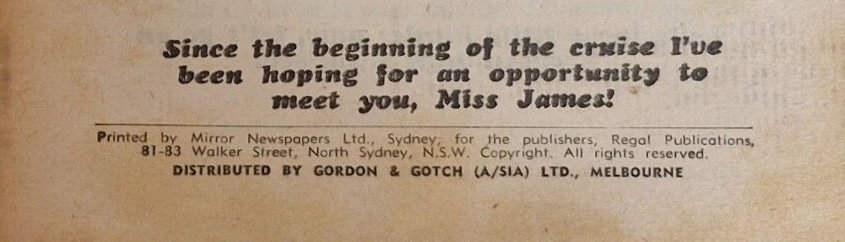 Since the beginning of the cruise I've
been hoping for an opportunity to
meet you, Miss James!
Printed by Mirror Newspapers Ltd., Sydney, for the publishers, Regal Publications,
81-83 Walker Street, North Sydney, N.S.W. Copyright. All rights reserved.
DISTRIBUTED BY GORDON & GOTCH (A/SIA) LTD., MELBOURNE